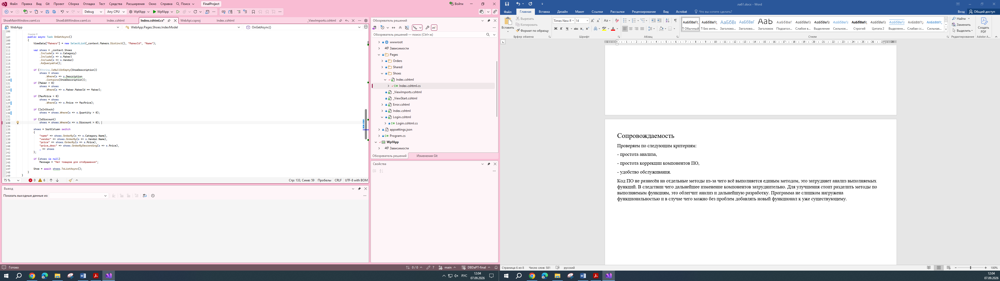 Файл Правка Вид Git Проект Сборка Отладка Тест Средства Расширения Окно Справка Поиск FinalProject Войти
Debug Any CPU WpfApp WpfApp
ShoeMainWindow.xaml.cs ShoeEditWindow.xaml.cs Index.cshtml Index.cshtml.cs* WebApi.csproj Index.cshtml _ViewImports.cshtml
WebApp WebApp.Pages.Shoes.IndexModel OnGetAsync()
106
Ссылок: 0
107 public async Task OnGetAsync()
108 {
109 ViewData["Makers"] = new SelectList(_context.Makers.Distinct(), "MakerId", "Name");
110
111 var shoes = _context.Shoes
112 .Include(s => s.Category)
113 .Include(s => s.Maker)
114 .Include(s => s.Vendor)
115 .AsQueryable();
116
117 if (!String.IsNullOrEmpty(ShoeDescription))
118 shoes = shoes
119 .Where(s => s.Description
120 .Contains(ShoeDescription));
121 if (Maker > 0)
122 shoes = shoes
123 .Where(s => s.Maker.MakerId == Maker);
124
125 if (MaxPrice > 0)
126 shoes = shoes
127 .Where(s => s.Price <= MaxPrice);
128
129 if (IsInStock)
130 shoes = shoes.Where(s => s.Quantity > 0);
131
132 if (IsDiscount)
133 shoes = shoes.Where(s => s.Discount > 0);
134
135 shoes = SortColumn switch
136 {
137 "name" => shoes.OrderBy(s => s.Category.Name),
138 "vendor" => shoes.OrderBy(s => s.Vendor.Name),
139 "price" => shoes.OrderBy(s => s.Price),
140 "price_desc" => shoes.OrderByDescending(s => s.Price),
141 _ => shoes
142 };
143
144 if (shoes is null)
145 Message = "Нет товаров для отображения";
146
147 Shoe = await shoes.ToListAsync();
148 }
149 }
75 % 0 6 Стр: 133, Симв: 59 Пробелы CRLF UTF-8 with BOM
Вывод
Показать выходные данные из:
Готово 0 / 0 7 main DBDaPT-final
Обозреватель решений
Обозреватель решений — поиск (Ctrl+ж)
wwwroot
Зависимости
Pages
Orders
Shared
Shoes
Index.cshtml
C# Index.cshtml.cs
_ViewImports.cshtml
_ViewStart.cshtml
Error.cshtml
Index.cshtml
Login.cshtml
C# Login.cshtml.cs
appsettings.json
C# Program.cs
WpfApp
Зависимости
Обозреватель решений Изменения Git
Свойства
РУС 12:04
07.09.2026
лаб1.docx - Word
Файл Главная Вставка Дизайн Макет Ссылки Рассылки Рецензирование Вид Acrobat Что вы хотите сделать? Вход Общий доступ
Вставить
Вырезать
Копировать
Формат по образцу
Буфер обмена
Times New R 14
Ж К Ч abc x₂ x²
Шрифт
Абзац
АаБбВвГг, АаБбВвГг, АаБбВ АаБбВвГ АаЬ АаБбВвГ АаБбВвГг АаБбВвГг АаБбВвГг АаБбВвГг, АаБбВвГг АаБбВвГг ААБбВвГг АаБбВвГг,
¶ Обычный ¶ Без инте... Заголово... Заголово... Заголовок Подзагол... Слабое в... Выделение Сильное... Строгий Цитата 2 Выделенн... Слабая сс... Сильная...
Стили
Найти
Заменить
Выделить
Редактирование
Создать PDF
Adobe A...
Сопровождаемость
Проверяем по следующим критериям:
- простота анализа,
- простота коррекции компонентов ПО,
- удобство обслуживания.
Код ПО не разнесён на отдельные методы из-за чего всё выполняется единым методом, это затрудняет анализ выполняемых
функций. В следствии чего дальнейшее изменение компонентов затруднительно. Для улучшения стоит разделить методы по
выполняемым функциям, это облегчит анализ и дальнейшую разработку. Программа не слишком нагружена
функциональностью и в случае чего можно без проблем добавлять новый функционал к уже существующему.
Страница 6 из 8 Число слов: 581 русский 100%
12:04
07.09.2026